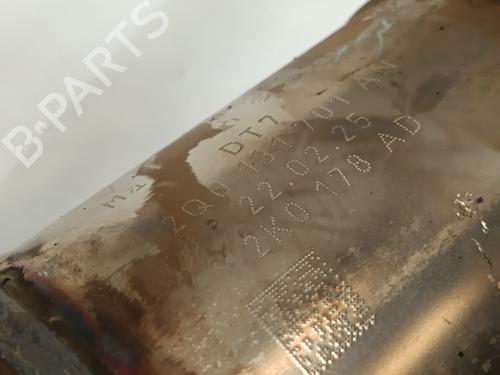 B-PARTS
DT7
2Q0 131 701 AN
22.02.25
2K0 178 AD